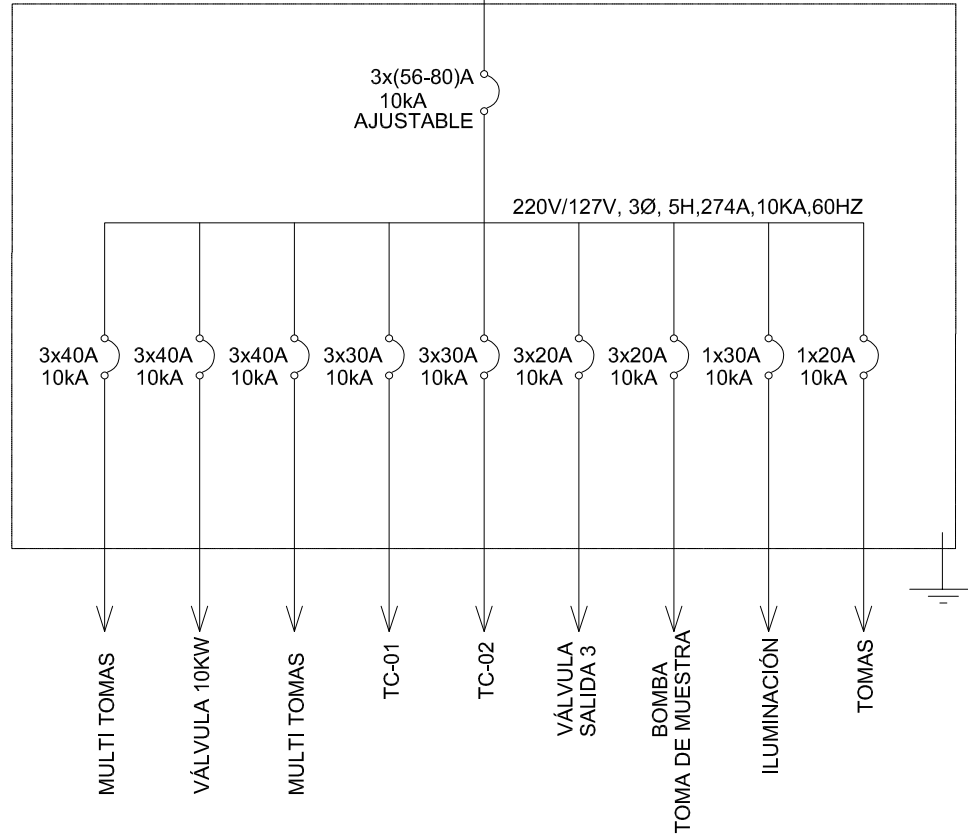 3x(56-80)A
10kA
AJUSTABLE
220V/127V, 3Ø, 5H,274A,10KA,60HZ
3x40A
10kA
3x40A
10kA
3x40A
10kA
3x30A
10kA
3x30A
10kA
3x20A
10kA
3x20A
10kA
1x30A
10kA
1x20A
10kA
MULTI TOMAS
VÁLVULA 10KW
MULTI TOMAS
TC-01
TC-02
VÁLVULA
SALIDA 3
BOMBA
TOMA DE MUESTRA
ILUMINACIÓN
TOMAS